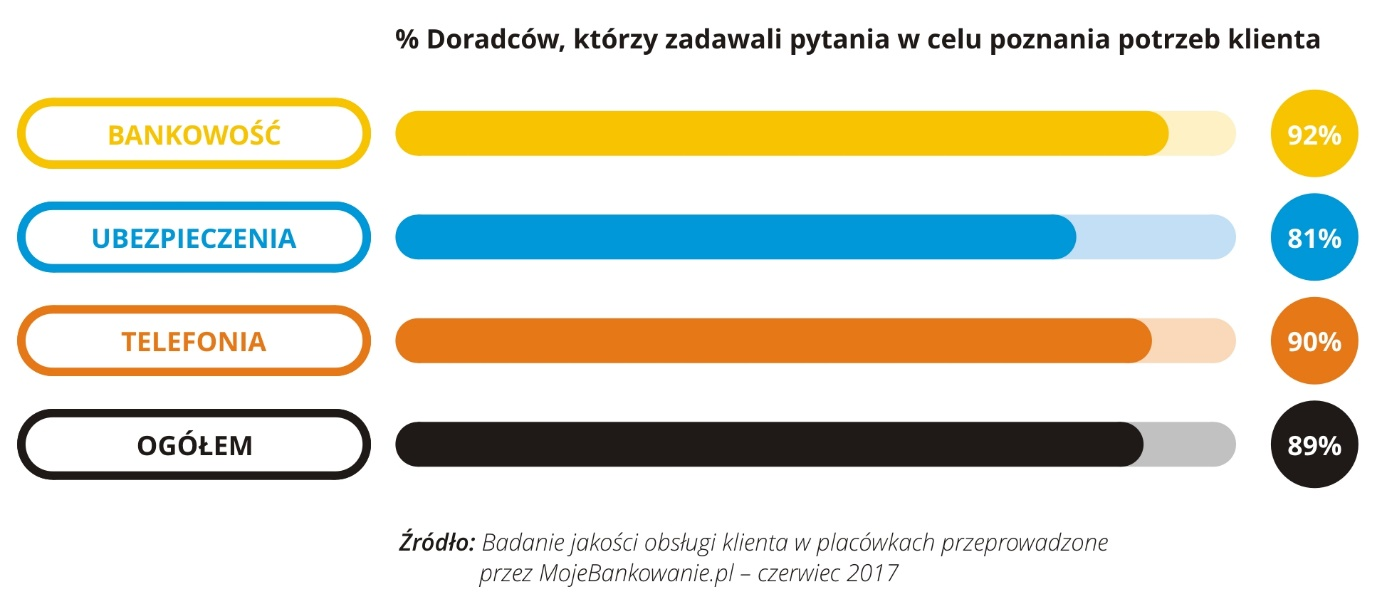 % Doradców, którzy zadawali pytania w celu poznania potrzeb klienta
BANKOWOŚĆ 92%
UBEZPIECZENIA 81%
TELEFONIA 90%
OGÓŁEM 89%
Źródło: Badanie jakości obsługi klienta w placówkach przeprowadzone
przez MojeBankowanie.pl – czerwiec 2017